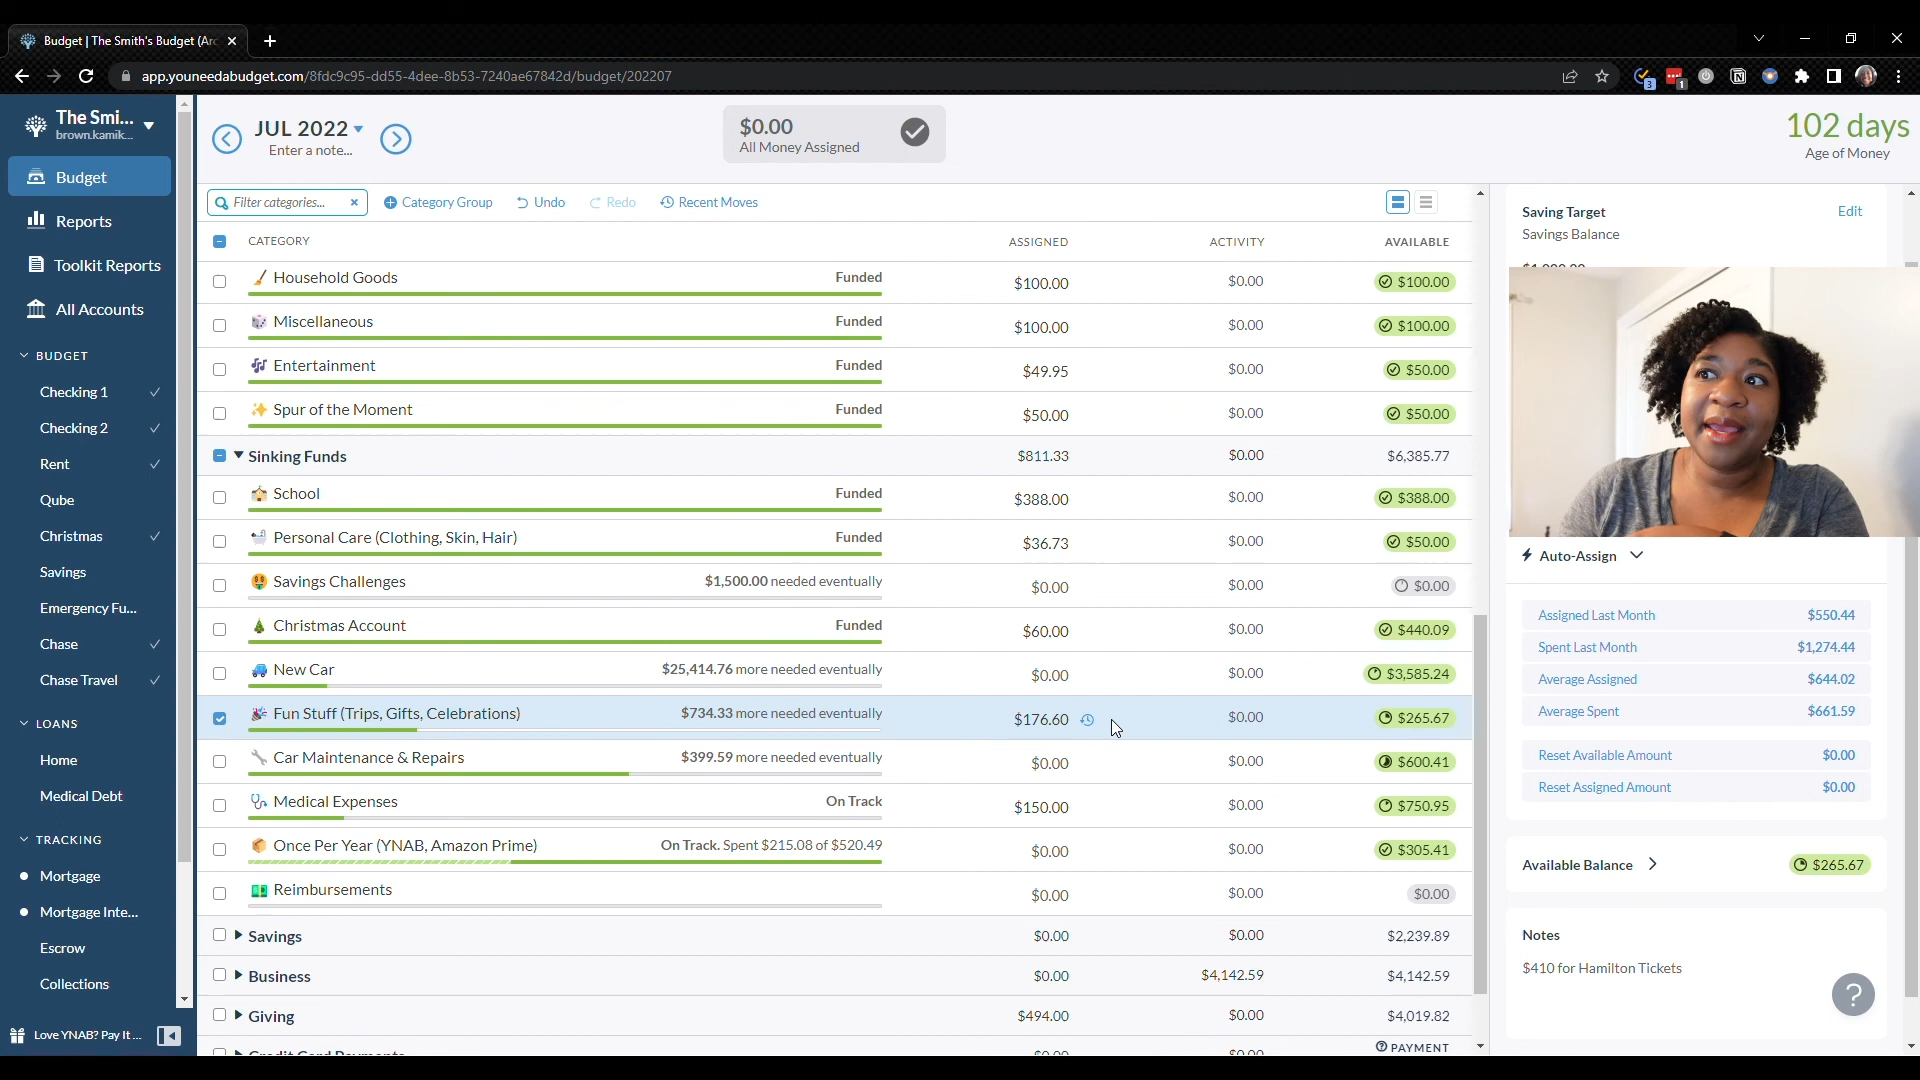 Budget | The Smith's Budget (Arc
app.youneedabudget.com/8fdc9c95-dd55-4dee-8b53-7240ae67842d/budget/202207
3
1
The Smi...
brown.kamik...
Budget
Reports
Toolkit Reports
All Accounts
BUDGET
Checking 1
Checking 2
Rent
Qube
Christmas
Savings
Emergency Fu...
Chase
Chase Travel
LOANS
Home
Medical Debt
TRACKING
Mortgage
Mortgage Inte...
Escrow
Collections
Love YNAB? Pay It ...
JUL 2022
Enter a note...
$0.00
All Money Assigned
102 days
Age of Money
Filter categories...
Category Group
Undo
Redo
Recent Moves
CATEGORY ASSIGNED ACTIVITY AVAILABLE
Household Goods Funded $100.00 $0.00 $100.00
Miscellaneous Funded $100.00 $0.00 $100.00
Entertainment Funded $49.95 $0.00 $50.00
Spur of the Moment Funded $50.00 $0.00 $50.00
Sinking Funds $811.33 $0.00 $6,385.77
School Funded $388.00 $0.00 $388.00
Personal Care (Clothing, Skin, Hair) Funded $36.73 $0.00 $50.00
Savings Challenges $1,500.00 needed eventually $0.00 $0.00 $0.00
Christmas Account Funded $60.00 $0.00 $440.09
New Car $25,414.76 more needed eventually $0.00 $0.00 $3,585.24
Fun Stuff (Trips, Gifts, Celebrations) $734.33 more needed eventually $176.60 $0.00 $265.67
Car Maintenance & Repairs $399.59 more needed eventually $0.00 $0.00 $600.41
Medical Expenses On Track $150.00 $0.00 $750.95
Once Per Year (YNAB, Amazon Prime) On Track. Spent $215.08 of $520.49 $0.00 $0.00 $305.41
Reimbursements $0.00 $0.00 $0.00
Savings $0.00 $0.00 $2,239.89
Business $0.00 $4,142.59 $4,142.59
Giving $494.00 $0.00 $4,019.82
Credit Card Payments $0.00 $0.00 PAYMENT
Saving Target
Edit
Savings Balance
Auto-Assign
Assigned Last Month $550.44
Spent Last Month $1,274.44
Average Assigned $644.02
Average Spent $661.59
Reset Available Amount $0.00
Reset Assigned Amount $0.00
Available Balance $265.67
Notes
$410 for Hamilton Tickets
?